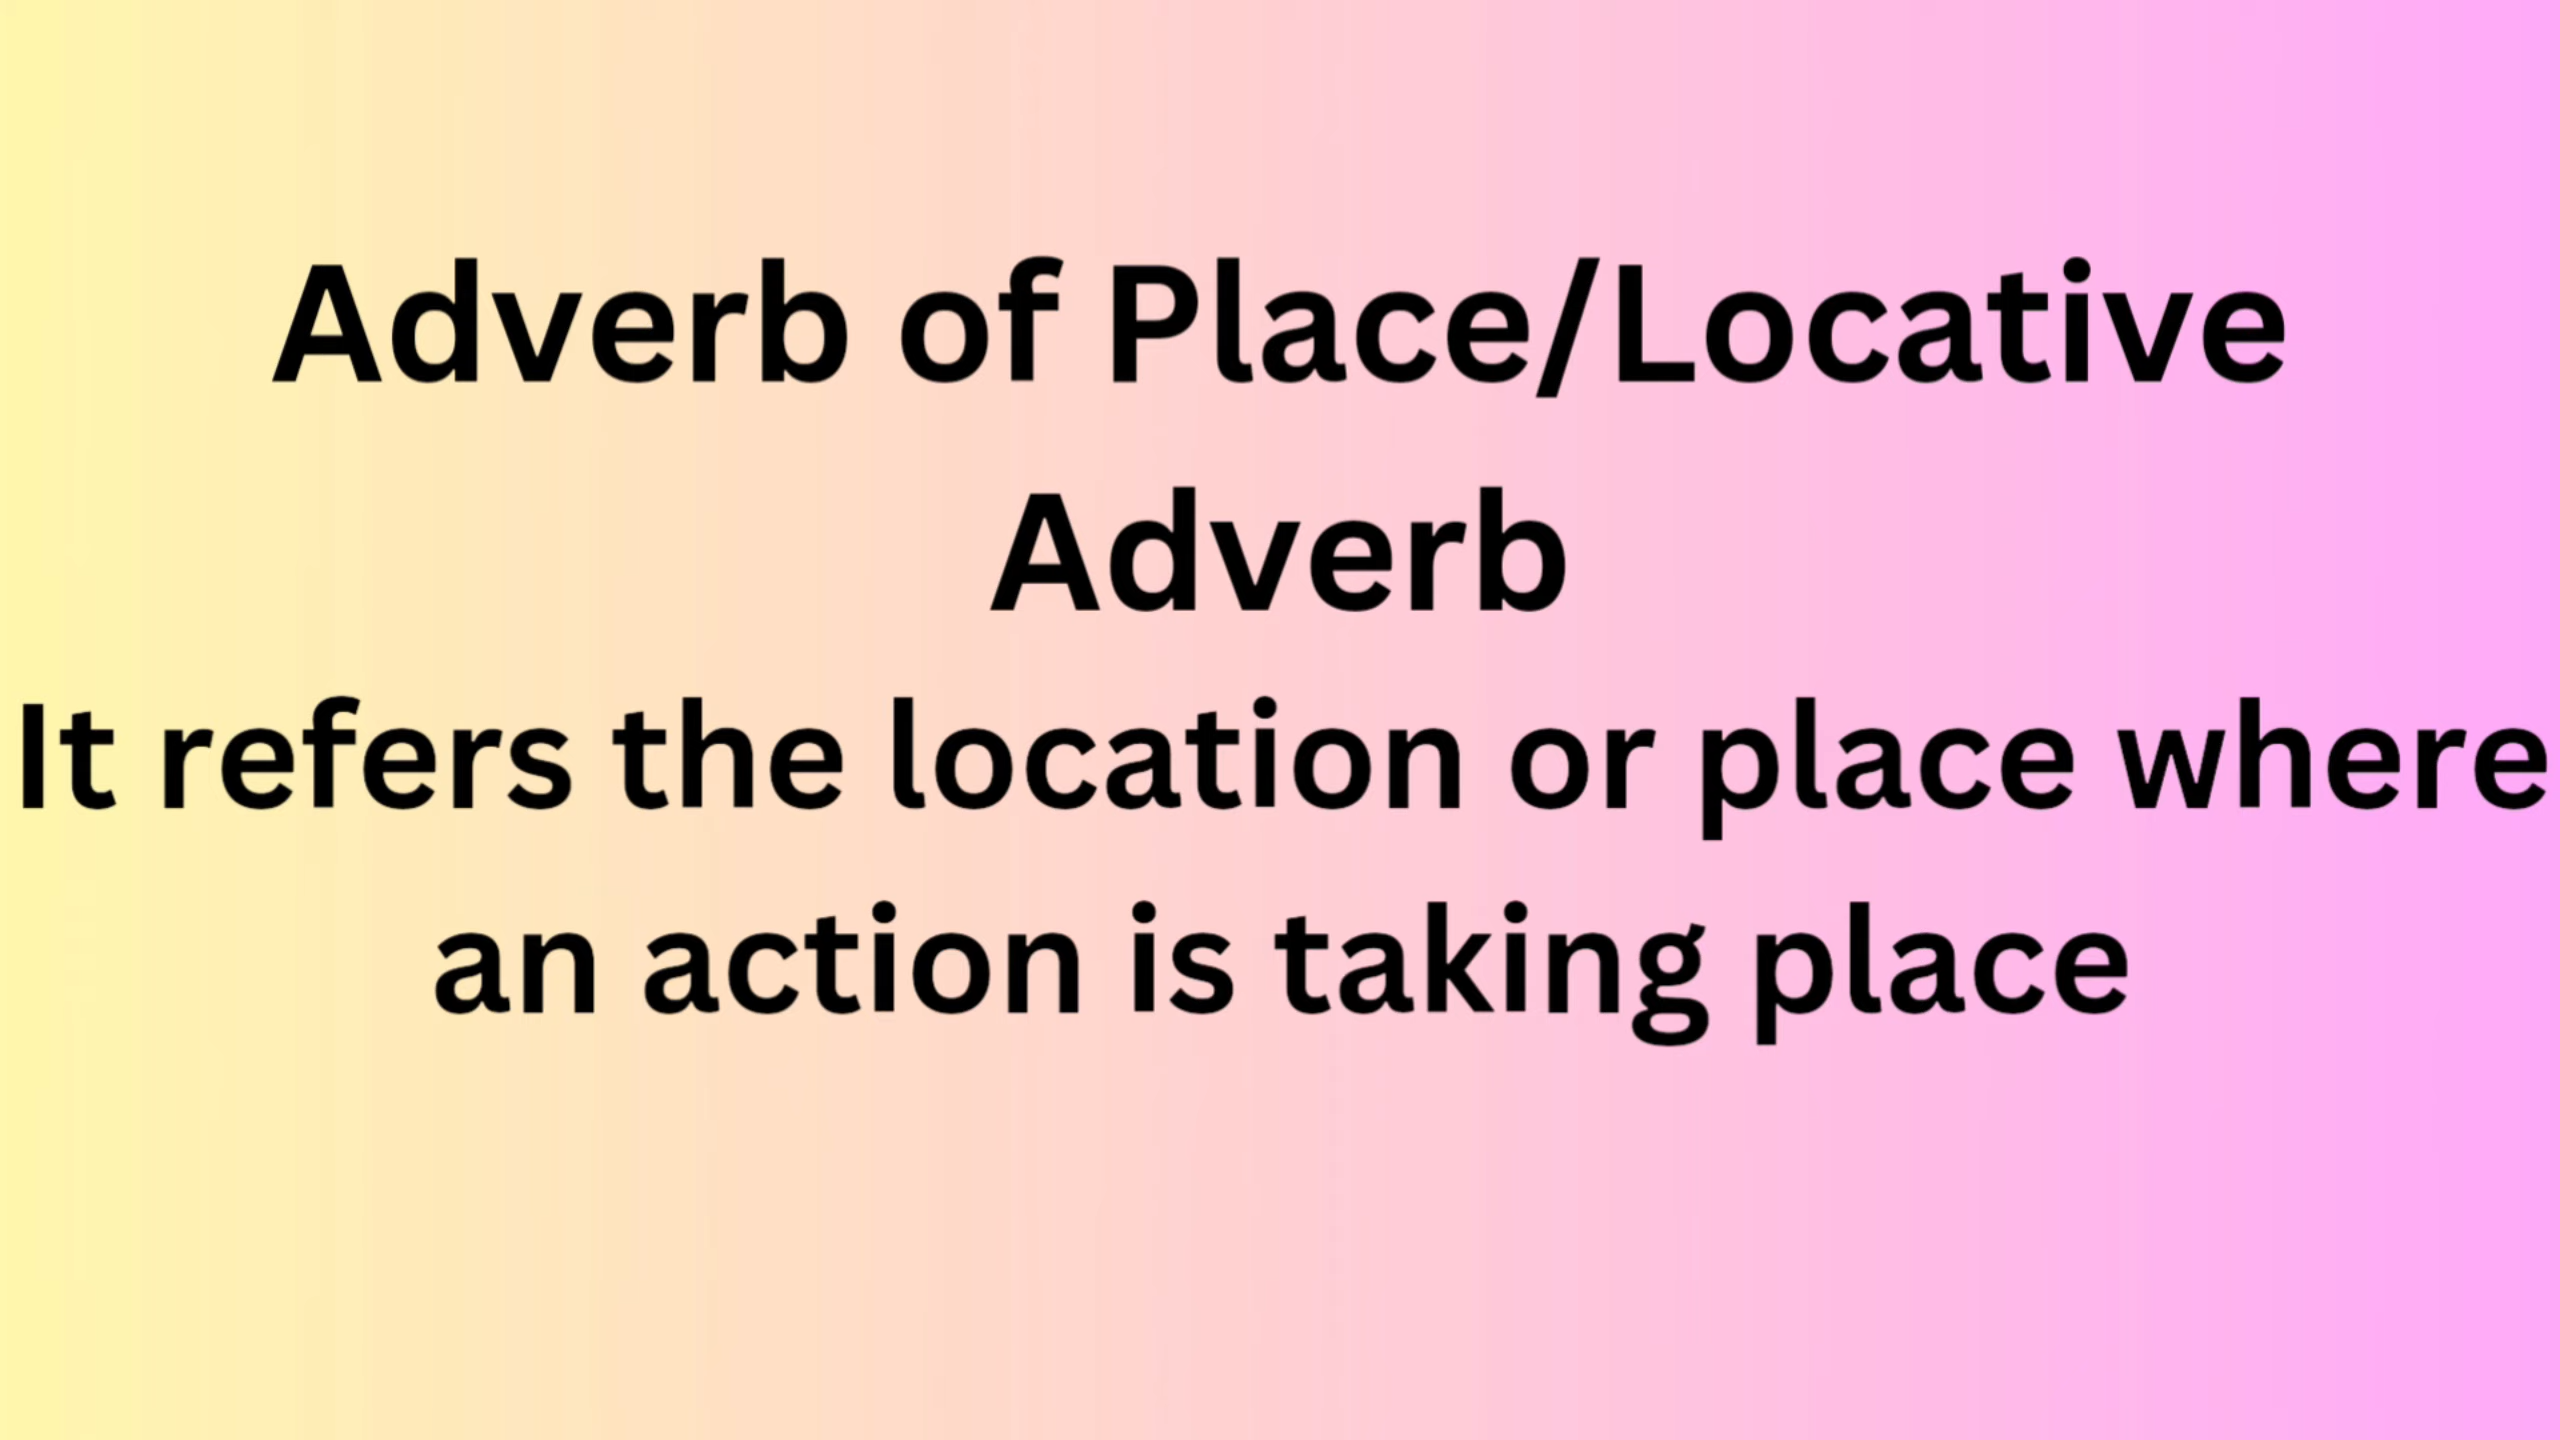 Adverb of Place/Locative
Adverb
It refers the location or place where
an action is taking place